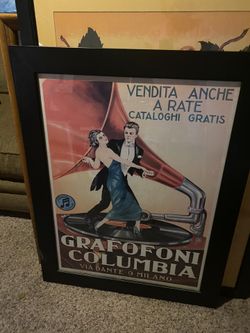 VENDITA ANCHE
A RATE
CATALOGHI GRATIS
GRAFOFONI
COLUMBIA
VIA DANTE 9 MILANO